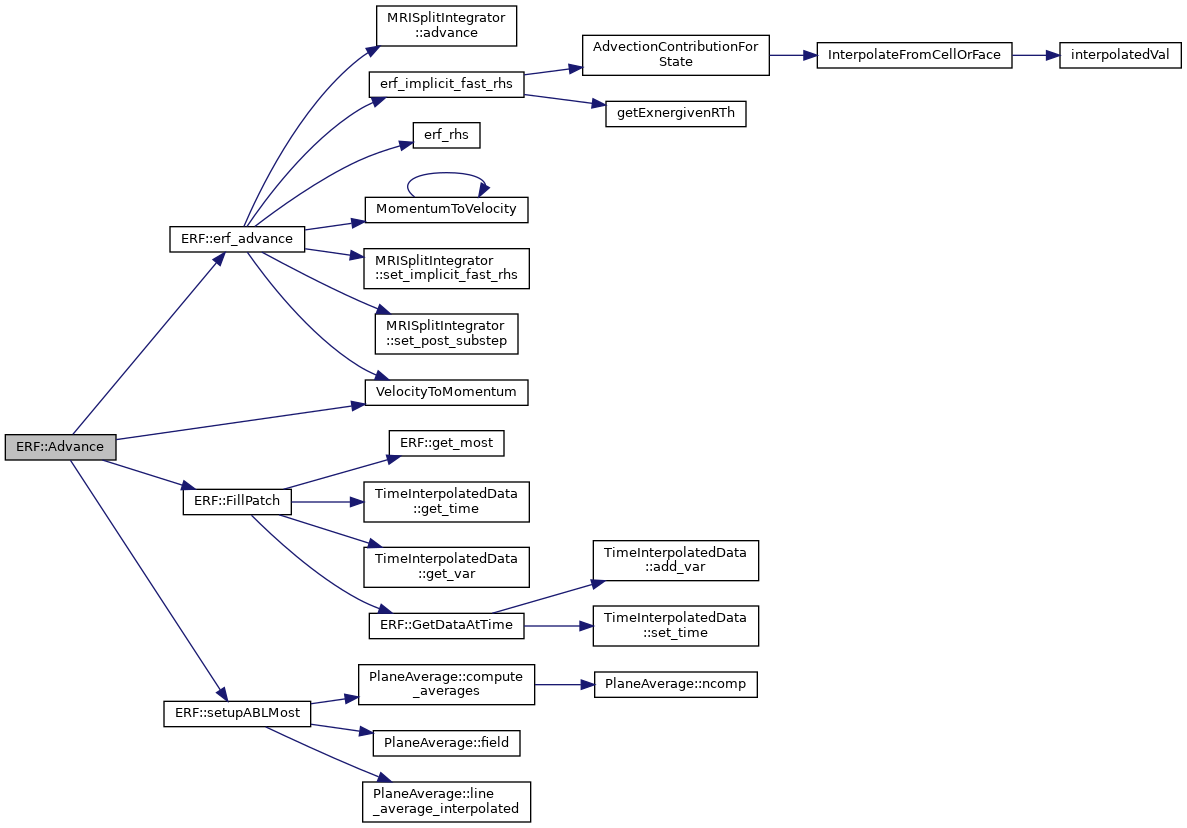 MRISplitIntegrator
::advance
erf_implicit_fast_rhs
AdvectionContributionFor
State
InterpolateFromCellOrFace
interpolatedVal
getExnergivenRTh
erf_rhs
MomentumToVelocity
ERF::erf_advance
MRISplitIntegrator
::set_implicit_fast_rhs
MRISplitIntegrator
::set_post_substep
VelocityToMomentum
ERF::Advance
ERF::get_most
ERF::FillPatch
TimeInterpolatedData
::get_time
TimeInterpolatedData
::get_var
TimeInterpolatedData
::add_var
ERF::GetDataAtTime
TimeInterpolatedData
::set_time
PlaneAverage::compute
_averages
PlaneAverage::ncomp
ERF::setupABLMost
PlaneAverage::field
PlaneAverage::line
_average_interpolated